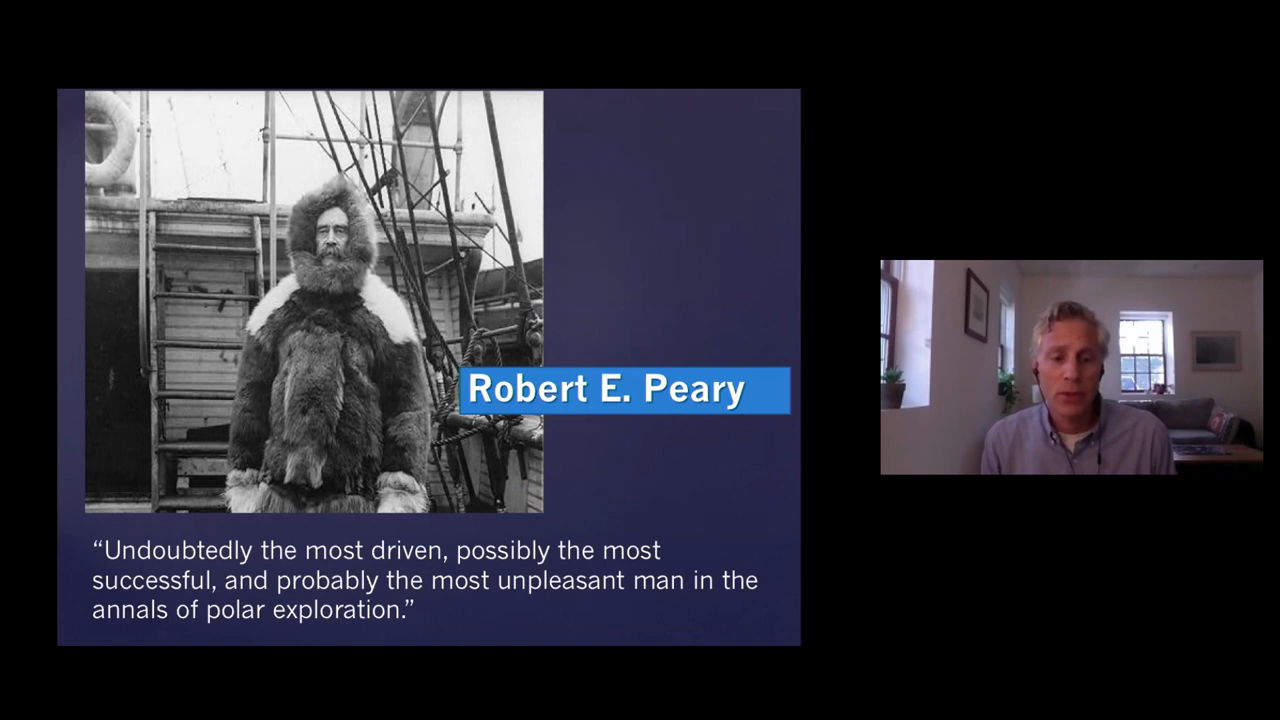 Robert E. Peary
“Undoubtedly the most driven, possibly the most
successful, and probably the most unpleasant man in the
annals of polar exploration.”